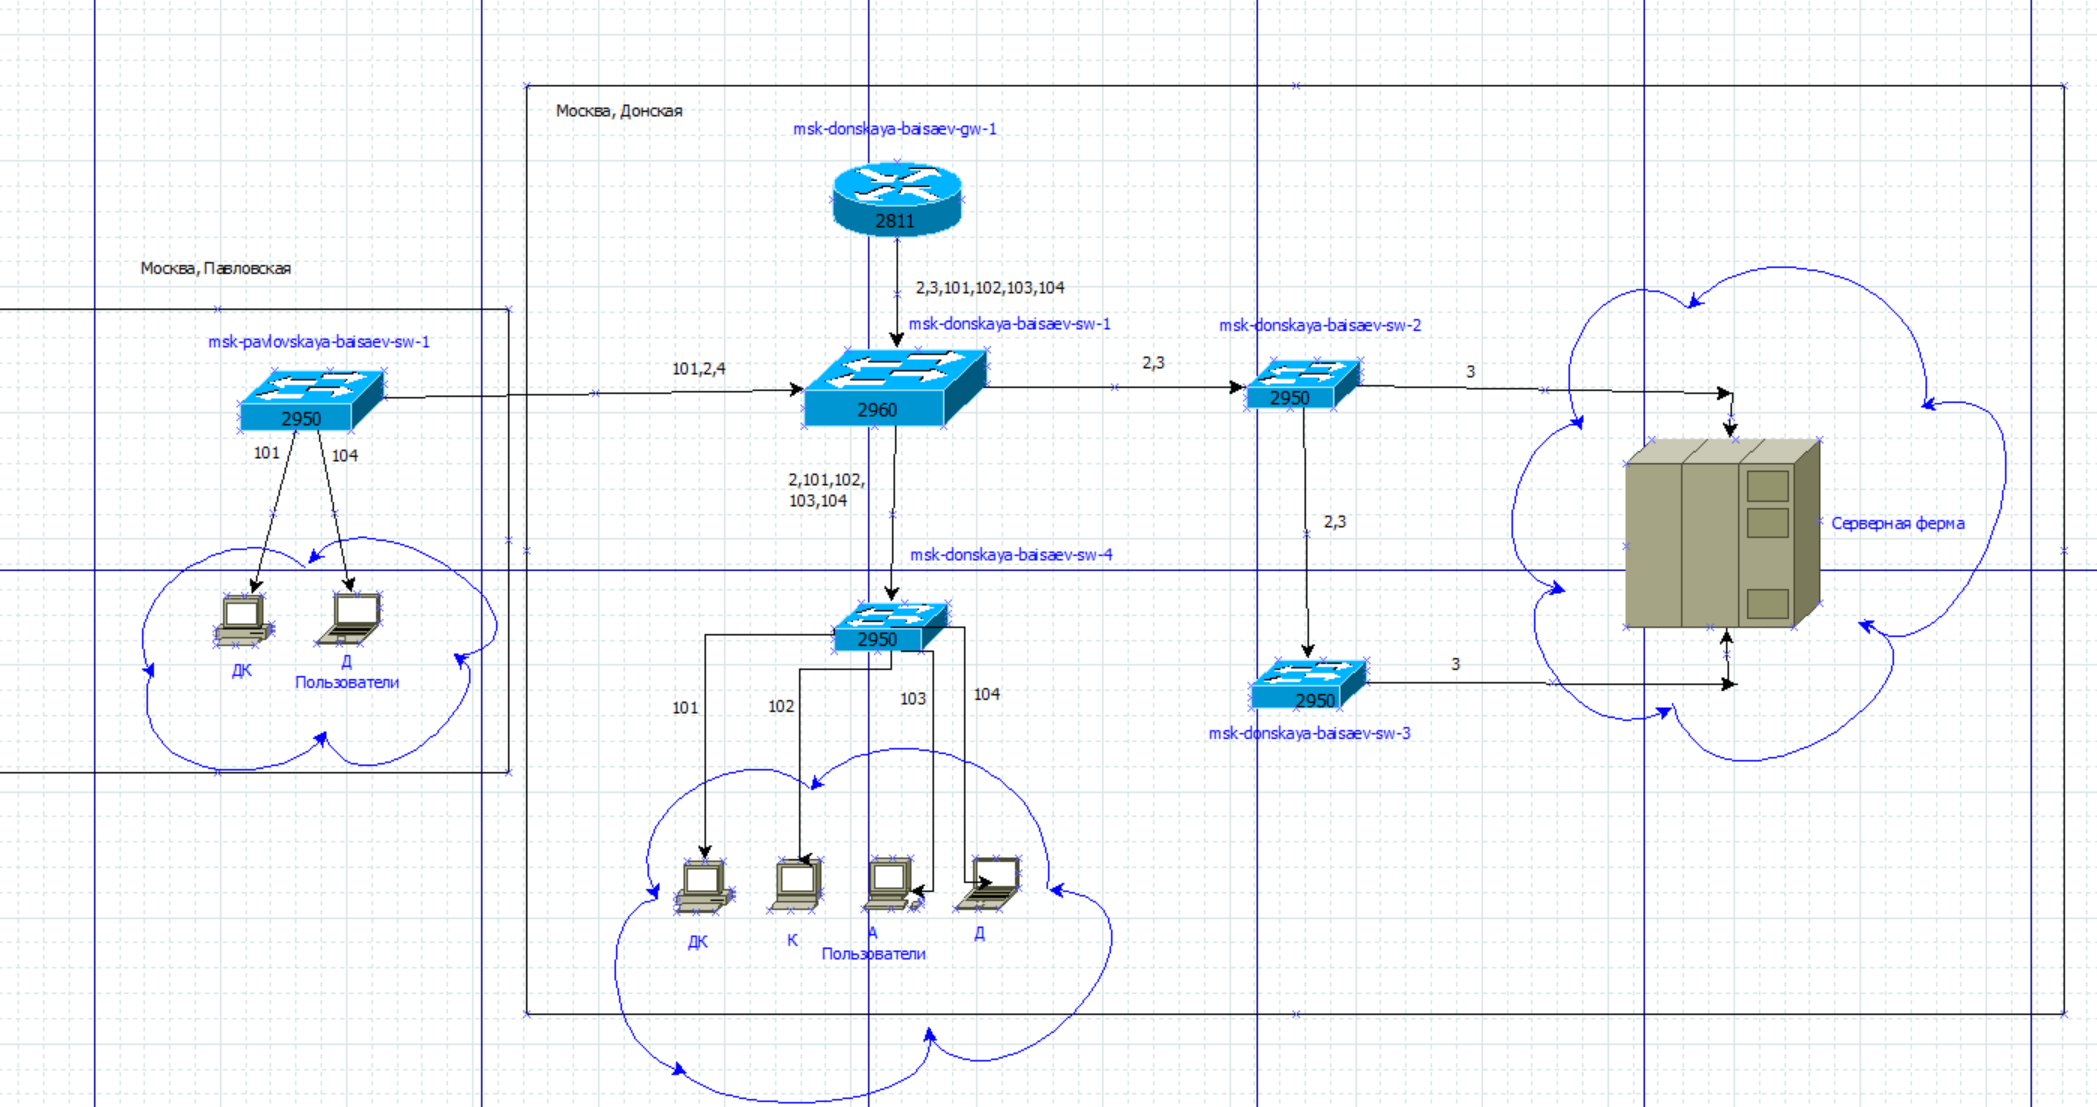 Москва, Донская
msk-donskaya-baisaev-gw-1
2811
2,3,101,102,103,104
Москва, Павловская
msk-pavlovskaya-baisaev-sw-1
2950
101
104
101,2,4
msk-donskaya-baisaev-sw-1
2960
2,3
msk-donskaya-baisaev-sw-2
2950
3
2,101,102,
103,104
2,3
Серверная ферма
msk-donskaya-baisaev-sw-4
2950
ДК
Д
Пользователи
101
102
103
104
3
2950
msk-donskaya-baisaev-sw-3
ДК
К
А
Д
Пользователи